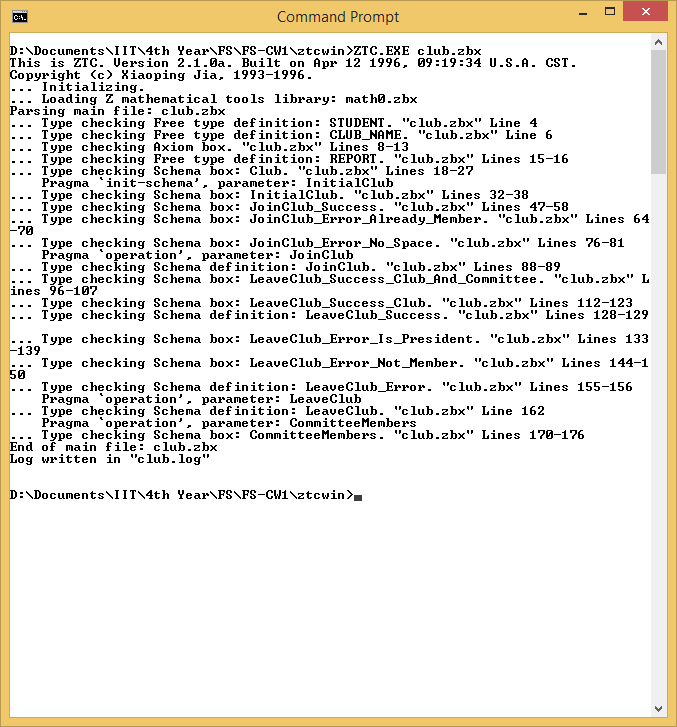 Command Prompt
D:\Documents\IIT\4th Year\FS\FS-CW1\ztcwin>ZTC.EXE club.zbx
This is ZTC. Version 2.1.0a. Built on Apr 12 1996, 09:19:34 U.S.A. CST.
Copyright (c) Xiaoping Jia, 1993-1996.
... Initializing.
... Loading Z mathematical tools library: math0.zbx
Parsing main file: club.zbx
... Type checking Free type definition: STUDENT. "club.zbx" Line 4
... Type checking Free type definition: CLUB_NAME. "club.zbx" Line 6
... Type checking Axiom box. "club.zbx" Lines 8-13
... Type checking Free type definition: REPORT. "club.zbx" Lines 15-16
... Type checking Schema box: Club. "club.zbx" Lines 18-27
    Pragma `init-schema', parameter: InitialClub
... Type checking Schema box: InitialClub. "club.zbx" Lines 32-38
... Type checking Schema box: JoinClub_Success. "club.zbx" Lines 47-58
... Type checking Schema box: JoinClub_Error_Already_Member. "club.zbx" Lines 64
-70
... Type checking Schema box: JoinClub_Error_No_Space. "club.zbx" Lines 76-81
    Pragma `operation', parameter: JoinClub
... Type checking Schema definition: JoinClub. "club.zbx" Lines 88-89
... Type checking Schema box: LeaveClub_Success_Club_And_Committee. "club.zbx" L
ines 96-107
... Type checking Schema box: LeaveClub_Success_Club. "club.zbx" Lines 112-123
... Type checking Schema definition: LeaveClub_Success. "club.zbx" Lines 128-129
... Type checking Schema box: LeaveClub_Error_Is_President. "club.zbx" Lines 133
-139
... Type checking Schema box: LeaveClub_Error_Not_Member. "club.zbx" Lines 144-1
50
... Type checking Schema definition: LeaveClub_Error. "club.zbx" Lines 155-156
    Pragma `operation', parameter: LeaveClub
... Type checking Schema definition: LeaveClub. "club.zbx" Line 162
    Pragma `operation', parameter: CommitteeMembers
... Type checking Schema box: CommitteeMembers. "club.zbx" Lines 170-176
End of main file: club.zbx
Log written in "club.log"
D:\Documents\IIT\4th Year\FS\FS-CW1\ztcwin>